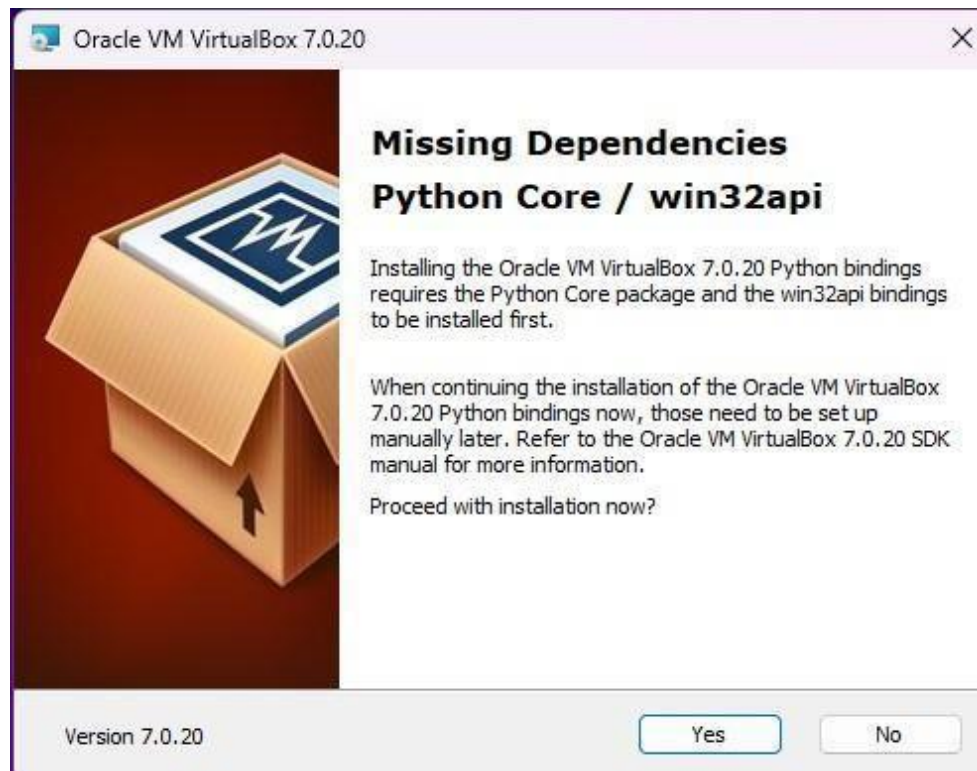 Oracle VM VirtualBox 7.0.20
Missing Dependencies
Python Core / win32api
Installing the Oracle VM VirtualBox 7.0.20 Python bindings
requires the Python Core package and the win32api bindings
to be installed first.
When continuing the installation of the Oracle VM VirtualBox
7.0.20 Python bindings now, those need to be set up
manually later. Refer to the Oracle VM VirtualBox 7.0.20 SDK
manual for more information.
Proceed with installation now?
Version 7.0.20
Yes
No